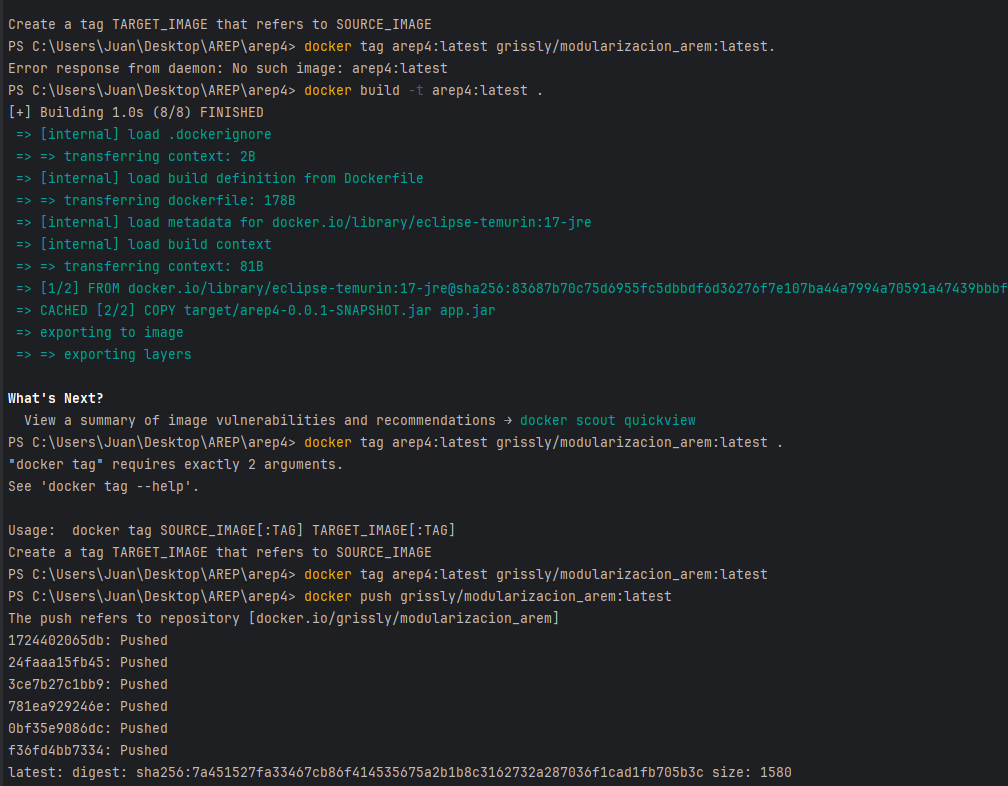 Create a tag TARGET_IMAGE that refers to SOURCE_IMAGE
PS C:\Users\Juan\Desktop\AREP\arep4> docker tag arep4:latest grissly/modularizacion_arem:latest.
Error response from daemon: No such image: arep4:latest
PS C:\Users\Juan\Desktop\AREP\arep4> docker build -t arep4:latest .
[+] Building 1.0s (8/8) FINISHED
=> [internal] load .dockerignore
=> => transferring context: 2B
=> [internal] load build definition from Dockerfile
=> => transferring dockerfile: 178B
=> [internal] load metadata for docker.io/library/eclipse-temurin:17-jre
=> [internal] load build context
=> => transferring context: 81B
=> [1/2] FROM docker.io/library/eclipse-temurin:17-jre@sha256:83687b70c75d6955fc5dbbdf6d36276f7e107ba44a7994a70591a47439bbbf
=> CACHED [2/2] COPY target/arep4-0.0.1-SNAPSHOT.jar app.jar
=> exporting to image
=> => exporting layers
What's Next?
View a summary of image vulnerabilities and recommendations → docker scout quickview
PS C:\Users\Juan\Desktop\AREP\arep4> docker tag arep4:latest grissly/modularizacion_arem:latest .
"docker tag" requires exactly 2 arguments.
See 'docker tag --help'.
Usage:  docker tag SOURCE_IMAGE[:TAG] TARGET_IMAGE[:TAG]
Create a tag TARGET_IMAGE that refers to SOURCE_IMAGE
PS C:\Users\Juan\Desktop\AREP\arep4> docker tag arep4:latest grissly/modularizacion_arem:latest
PS C:\Users\Juan\Desktop\AREP\arep4> docker push grissly/modularizacion_arem:latest
The push refers to repository [docker.io/grissly/modularizacion_arem]
1724402065db: Pushed
24faaa15fb45: Pushed
3ce7b27c1bb9: Pushed
781ea929246e: Pushed
0bf35e9086dc: Pushed
f36fd4bb7334: Pushed
latest: digest: sha256:7a451527fa33467cb86f414535675a2b1b8c3162732a287036f1cad1fb705b3c size: 1580